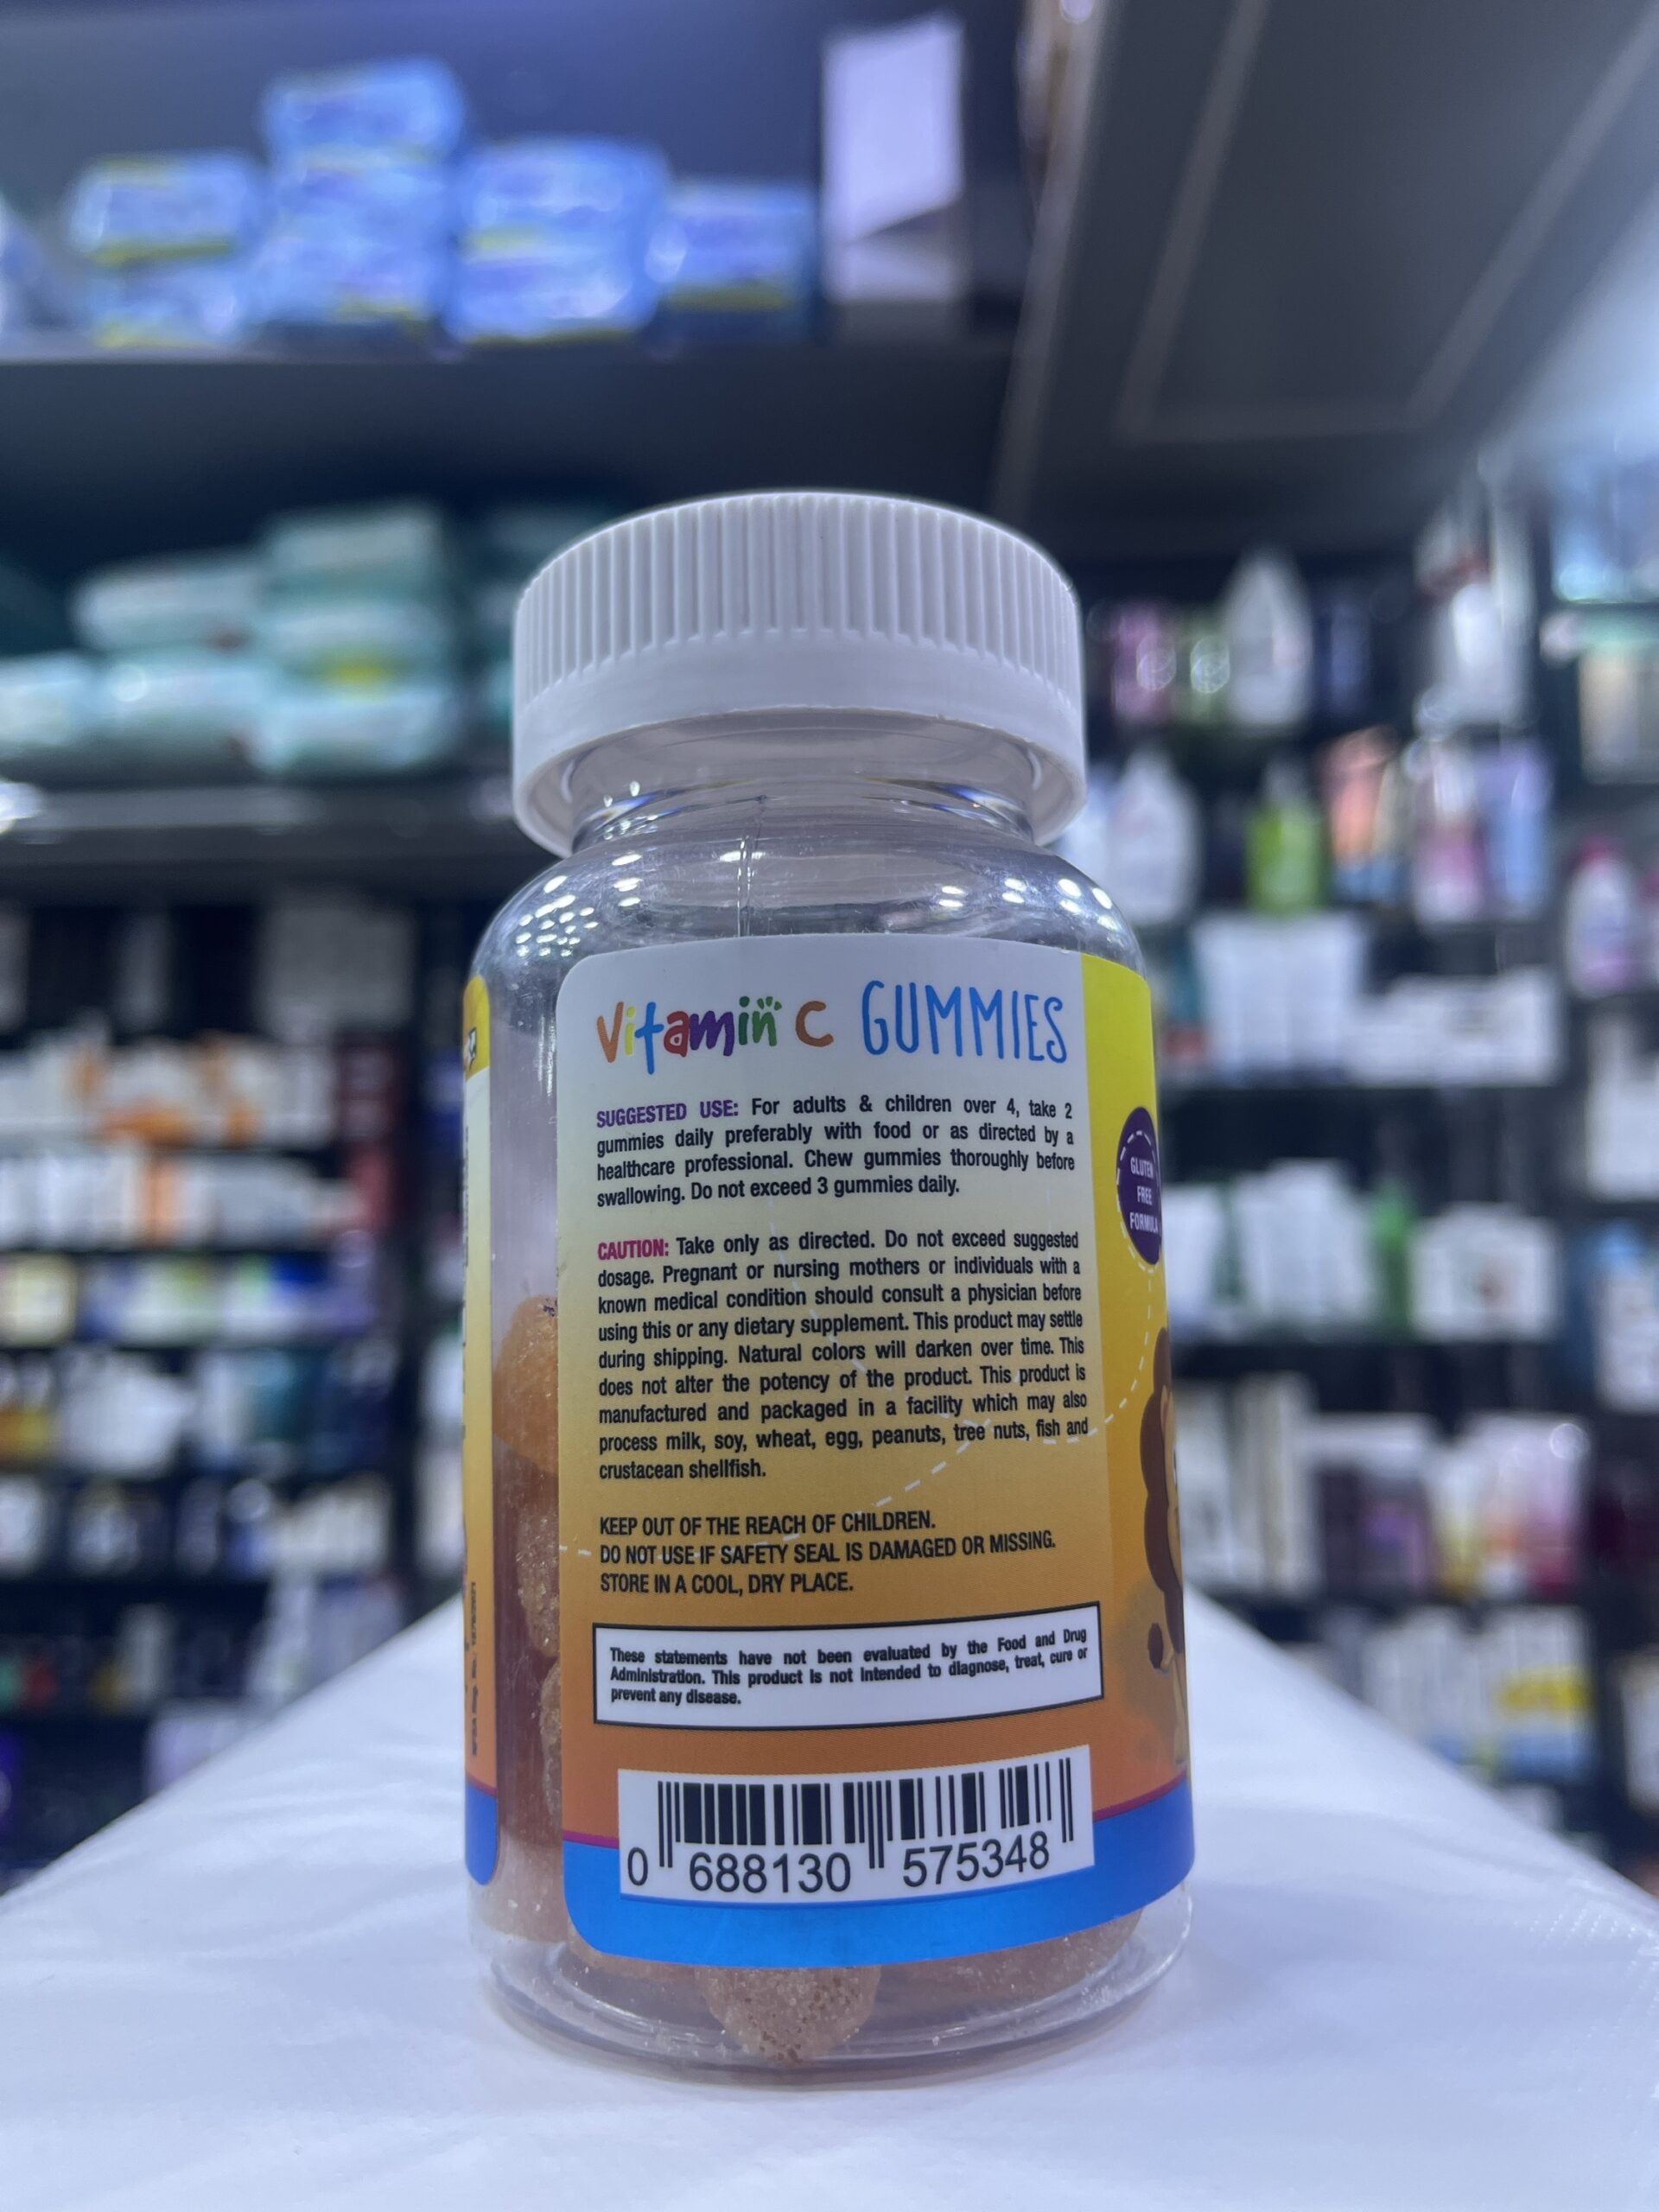 Vitamin C GUMMIES
SUGGESTED USE: For adults & children over 4, take 2
gummies daily preferably with food or as directed by a
healthcare professional. Chew gummies thoroughly before
swallowing. Do not exceed 3 gummies daily.
CAUTION: Take only as directed. Do not exceed suggested
dosage. Pregnant or nursing mothers or individuals with a
known medical condition should consult a physician before
using this or any dietary supplement. This product may settle
during shipping. Natural colors will darken over time. This
does not alter the potency of the product. This product is
manufactured and packaged in a facility which may also
process milk, soy, wheat, egg, peanuts, tree nuts, fish and
crustacean shellfish.
KEEP OUT OF THE REACH OF CHILDREN.
DO NOT USE IF SAFETY SEAL IS DAMAGED OR MISSING.
STORE IN A COOL, DRY PLACE.
These statements have not been evaluated by the Food and Drug
Administration. This product is not intended to diagnose, treat, cure or
prevent any disease.
0 688130 575348
GLUTEN
FREE
FORMULA